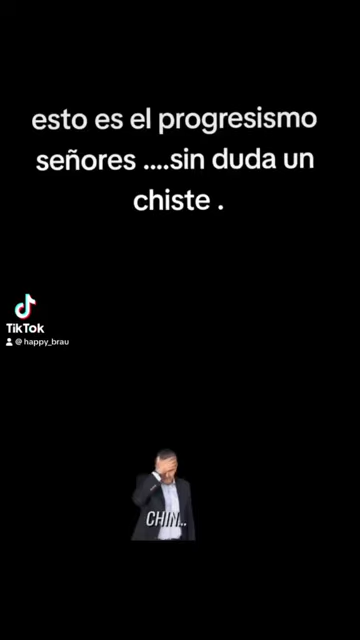 esto es el progresismo
señores ....sin duda un
chiste .
TikTok
@ happy_brau
CHIN...